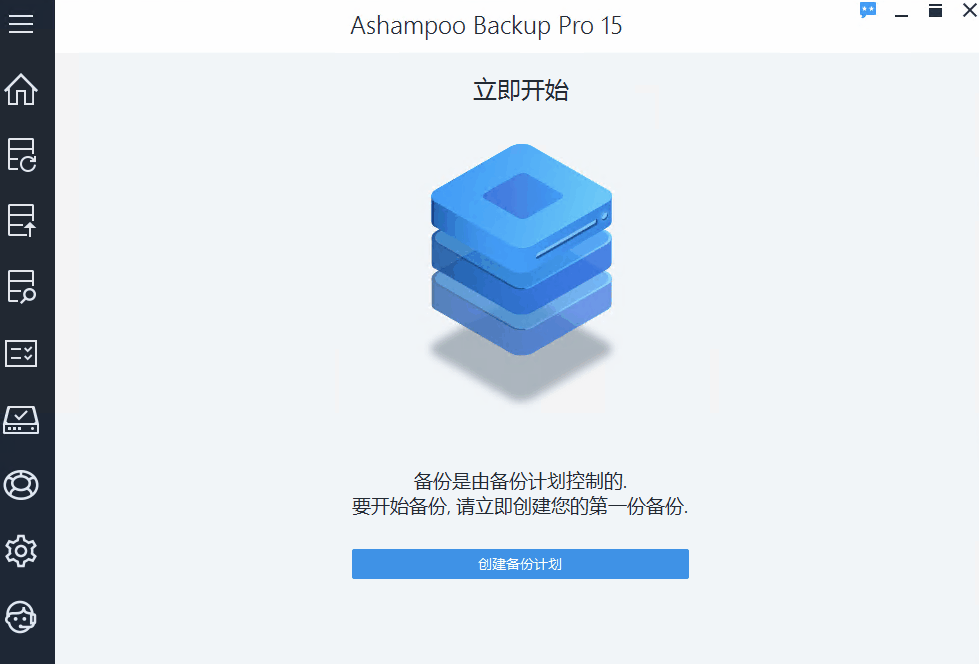 Ashampoo Backup Pro 15
立即开始
备份是由备份计划控制的.
要开始备份, 请立即创建您的第一份备份.
创建备份计划